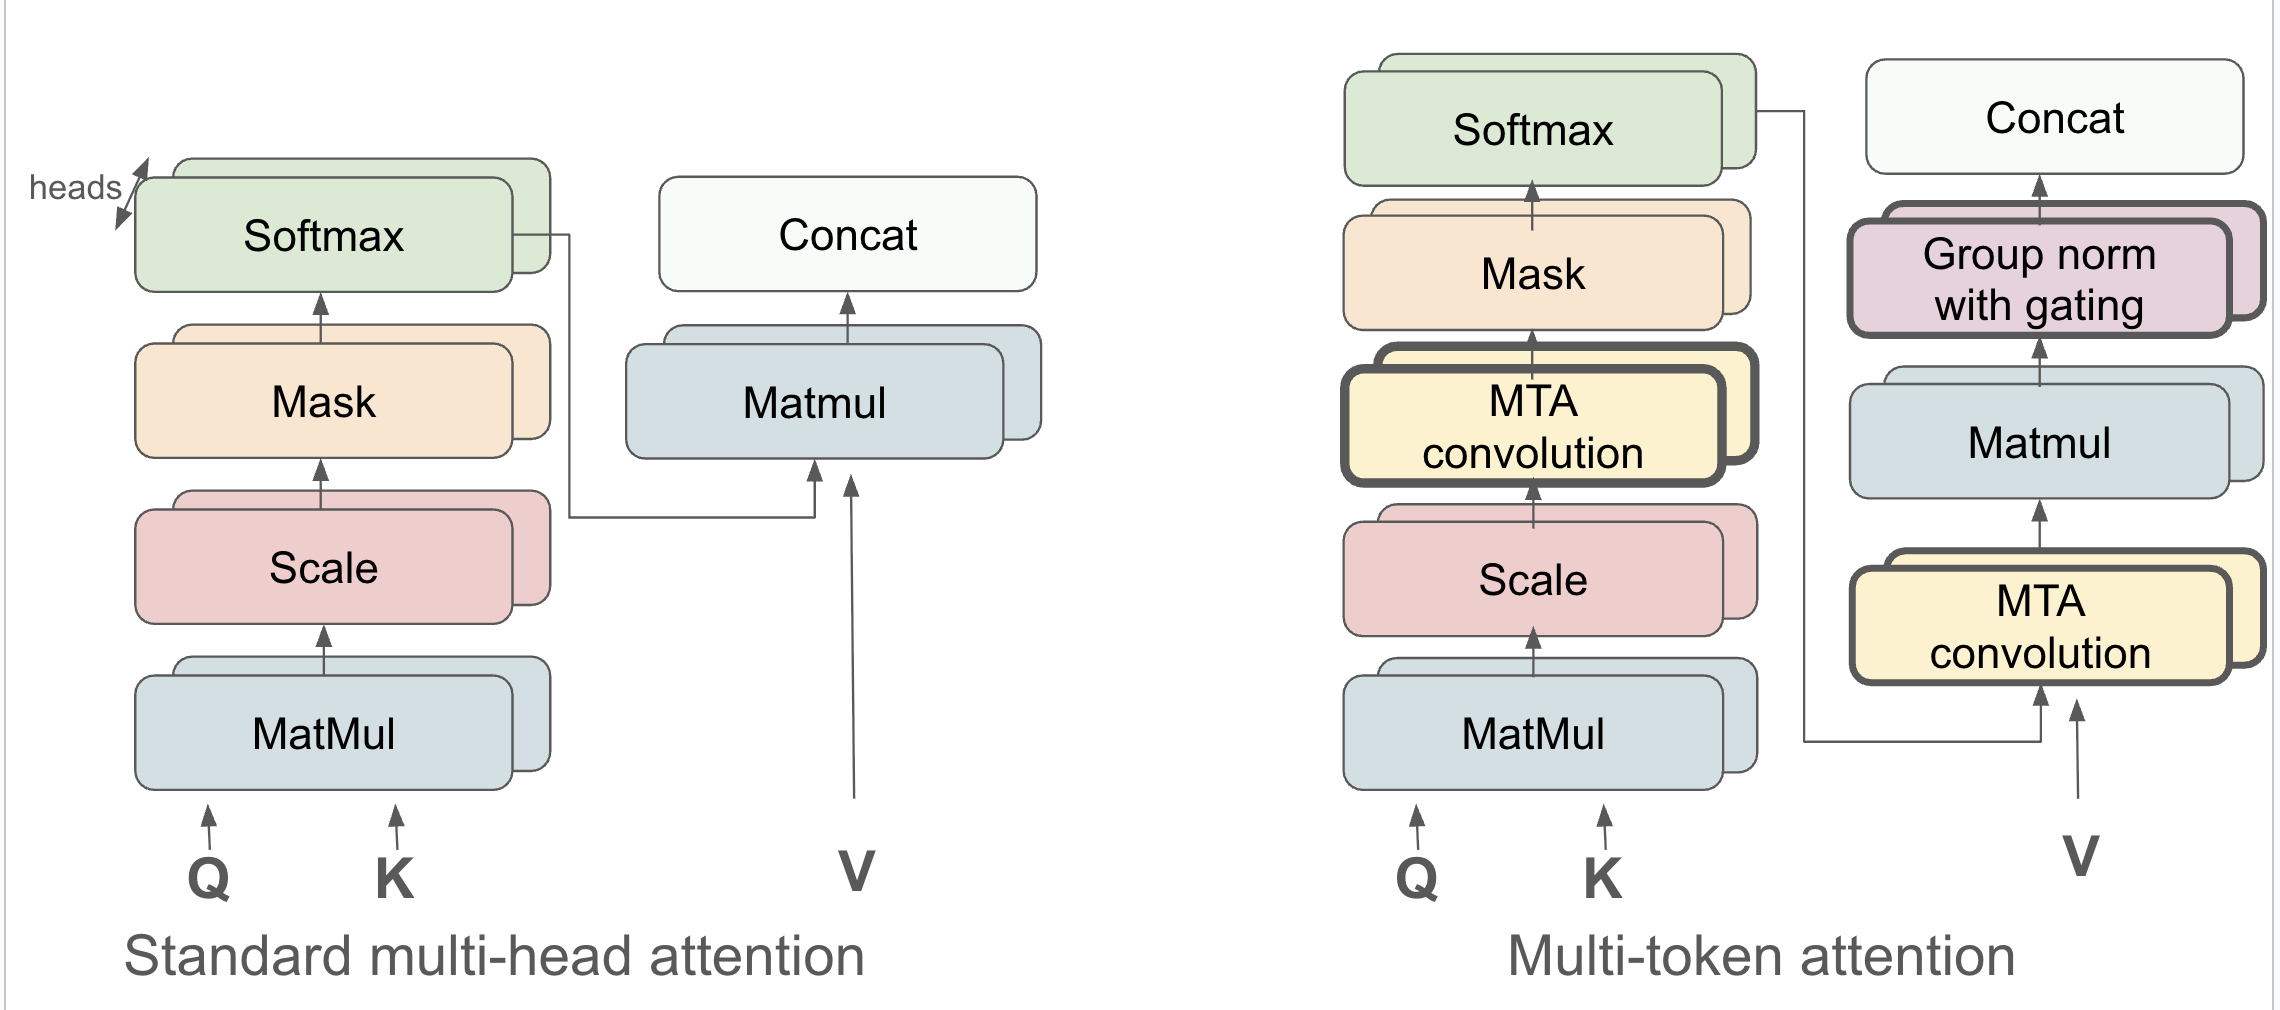 heads
Softmax
Mask
Scale
MatMul
Q
K
Concat
Matmul
V
Standard multi-head attention
Softmax
Mask
MTA
convolution
Scale
MatMul
Q
K
Concat
Group norm
with gating
Matmul
MTA
convolution
V
Multi-token attention